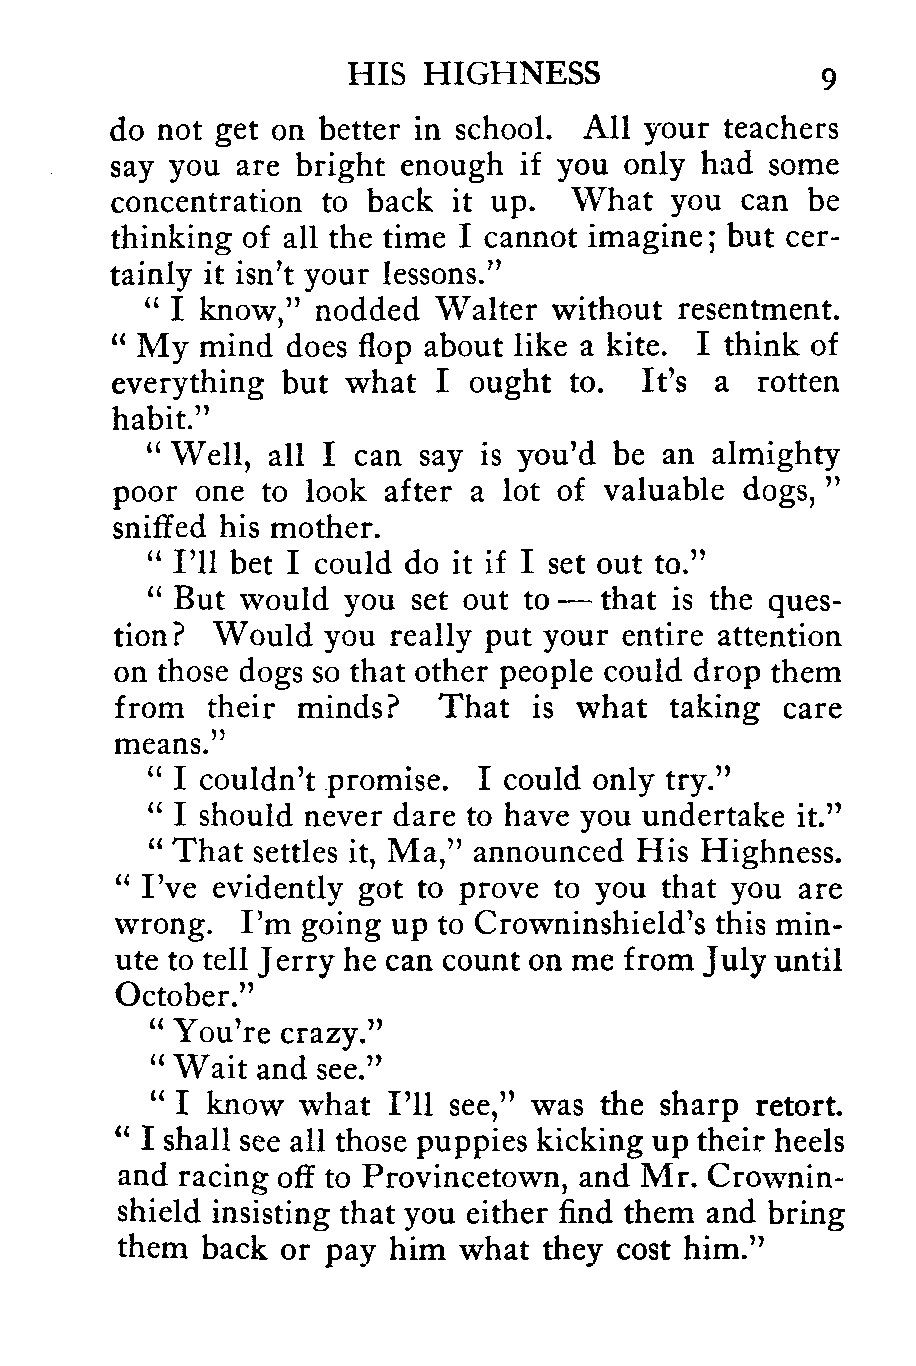 HIS HIGHNESS 9
do not get on better in school. All your teachers
say you are bright enough if you only had some
concentration to back it up. What you can be
thinking of all the time I cannot imagine; but cer-
tainly it isn't your lessons."
" I know," nodded Walter without resentment.
" My mind does flop about like a kite. I think of
everything but what I ought to. It's a rotten
habit."
" Well, all I can say is you'd be an almighty
poor one to look after a lot of valuable dogs, "
sniffed his mother.
" I'll bet I could do it if I set out to."
" But would you set out to — that is the ques-
tion? Would you really put your entire attention
on those dogs so that other people could drop them
from their minds? That is what taking care
means."
" I couldn't promise. I could only try."
" I should never dare to have you undertake it."
" That settles it, Ma," announced His Highness.
" I've evidently got to prove to you that you are
wrong. I'm going up to Crowninshield's this min-
ute to tell Jerry he can count on me from July until
October."
" You're crazy."
" Wait and see."
" I know what I'll see," was the sharp retort.
" I shall see all those puppies kicking up their heels
and racing off to Provincetown, and Mr. Crownin-
shield insisting that you either find them and bring
them back or pay him what they cost him."